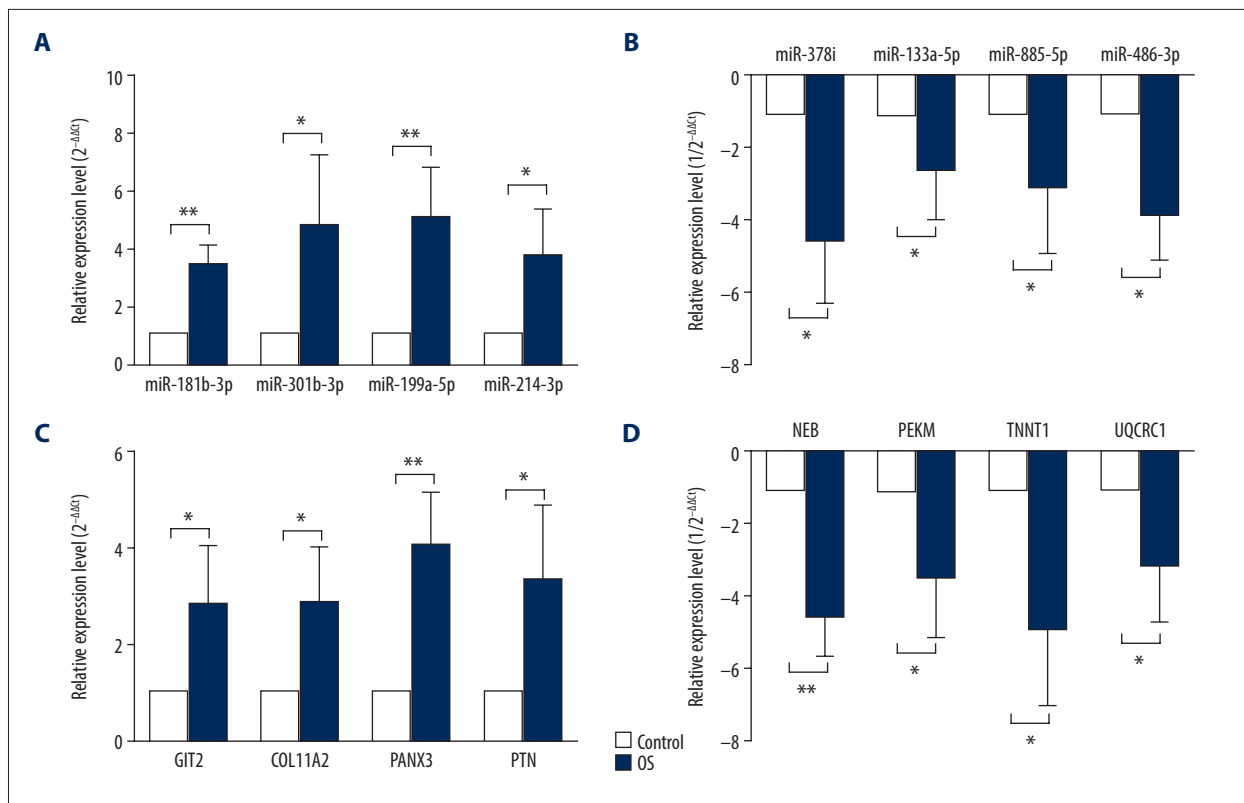 A
Relative expression level (2⁻ΔΔCt)
10
8
6
4
2
0
**
*
**
*
miR-181b-3p miR-301b-3p miR-199a-5p miR-214-3p
B
miR-378i miR-133a-5p miR-885-5p miR-486-3p
Relative expression level (1/2⁻ΔΔCt)
0
−2
−4
−6
−8
*
*
*
*
C
Relative expression level (2⁻ΔΔCt)
6
4
2
0
*
*
**
*
GIT2 COL11A2 PANX3 PTN
D
NEB PEKM TNNT1 UQCRC1
Relative expression level (1/2⁻ΔΔCt)
0
−2
−4
−6
−8
**
*
*
*
Control
OS